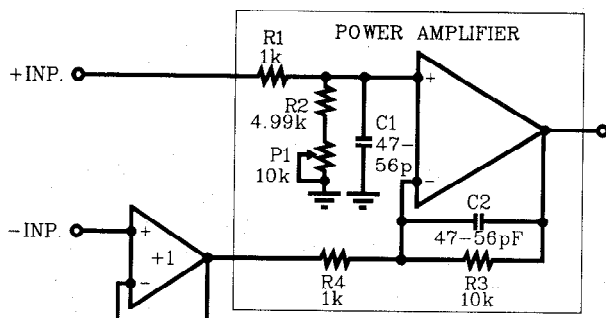 POWER AMPLIFIER
R1
1k
+INP.
+
R2
4.99k
C1
47-
56p
P1
10k
-
C2
47-56pF
-INP.
+
+1
-
R4
1k
R3
10k